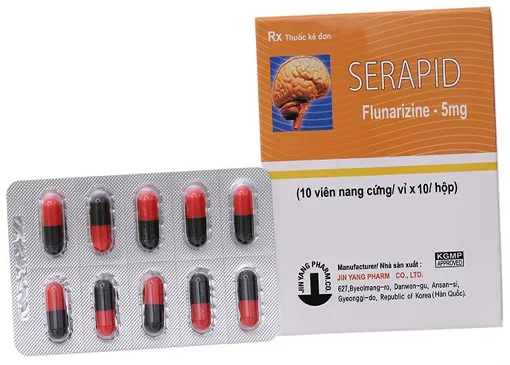 Rx Thuốc kê đơn
SERAPID
Flunarizine - 5mg
(10 viên nang cứng/ vỉ x 10/ hộp)
JIN YANG PHARM CO.
Manufacturer/ Nhà sản xuất :
KGMP
APPROVED
JIN YANG PHARM CO., LTD.
627,Byeolmang-ro, Danwon-gu, Ansan-si,
Gyeonggi-do, Republic of Korea (Hàn Quốc).